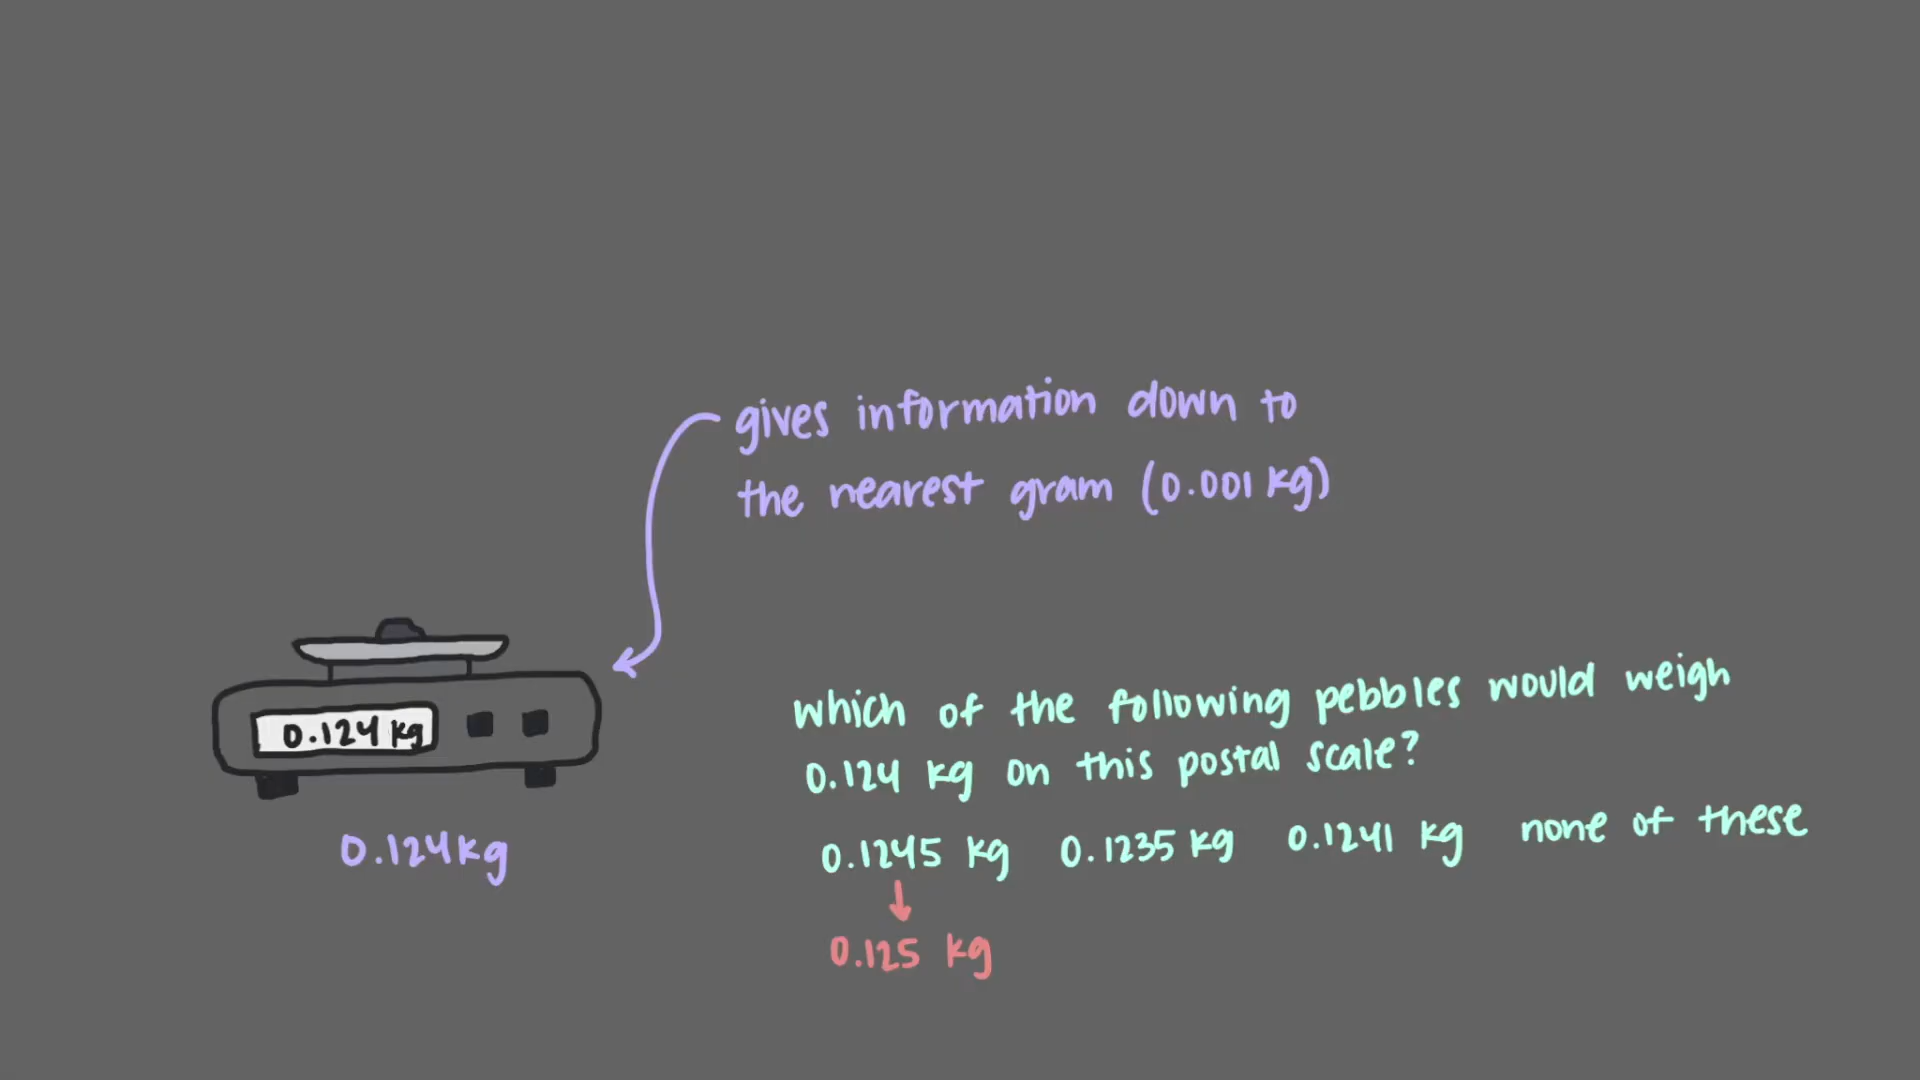 gives information down to
the nearest gram (0.001 kg)
0.124 kg
0.124 kg
which of the following pebbles would weigh
0.124 kg on this postal scale?
0.1245 kg 0.1235 kg 0.1241 kg none of these
0.125 kg